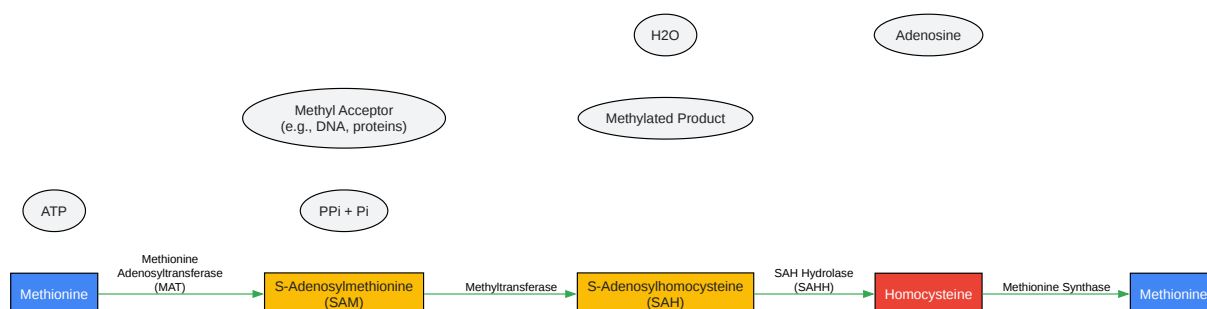 H2O
Adenosine
Methyl Acceptor
(e.g., DNA, proteins)
Methylated Product
ATP
PPi + Pi
Methionine
Adenosyltransferase
(MAT)
SAH Hydrolase
(SAHH)
Methionine
S-Adenosylmethionine
(SAM)
Methyltransferase
S-Adenosylhomocysteine
(SAH)
Homocysteine
Methionine Synthase
Methionine